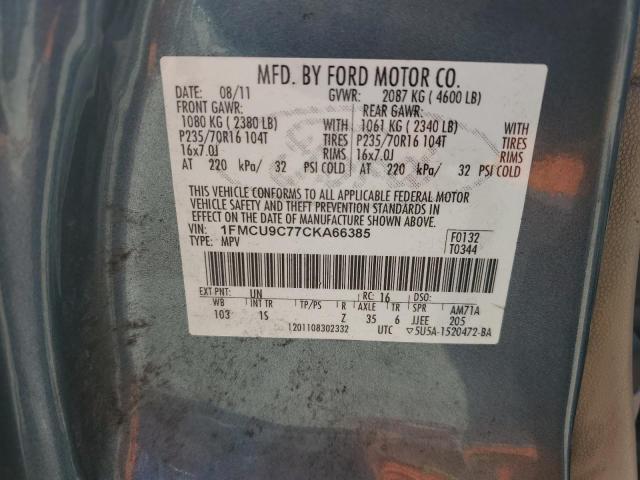 MFD. BY FORD MOTOR CO.
DATE: 08/11 GVWR: 2087 KG ( 4600 LB)
FRONT GAWR: REAR GAWR:
1080 KG ( 2380 LB) WITH 1061 KG ( 2340 LB) WITH
P235/70R16 104T TIRES P235/70R16 104T TIRES
16x7.0J RIMS 16x7.0J RIMS
AT 220 kPa/ 32 PSI COLD AT 220 kPa/ 32 PSI COLD
THIS VEHICLE CONFORMS TO ALL APPLICABLE FEDERAL MOTOR
VEHICLE SAFETY AND THEFT PREVENTION STANDARDS IN
EFFECT ON THE DATE OF MANUFACTURE SHOWN ABOVE.
VIN: 1FMCU9C77CKA66385 F0132
TYPE: MPV T0344
EXT PNT: UN RC: 16 DSO:
WB INT TR TP/PS R AXLE TR SPR AM71A
103 1S Z 35 6 JJEE 205
1201108302332 UTC ▽5U5A-1520472-BA